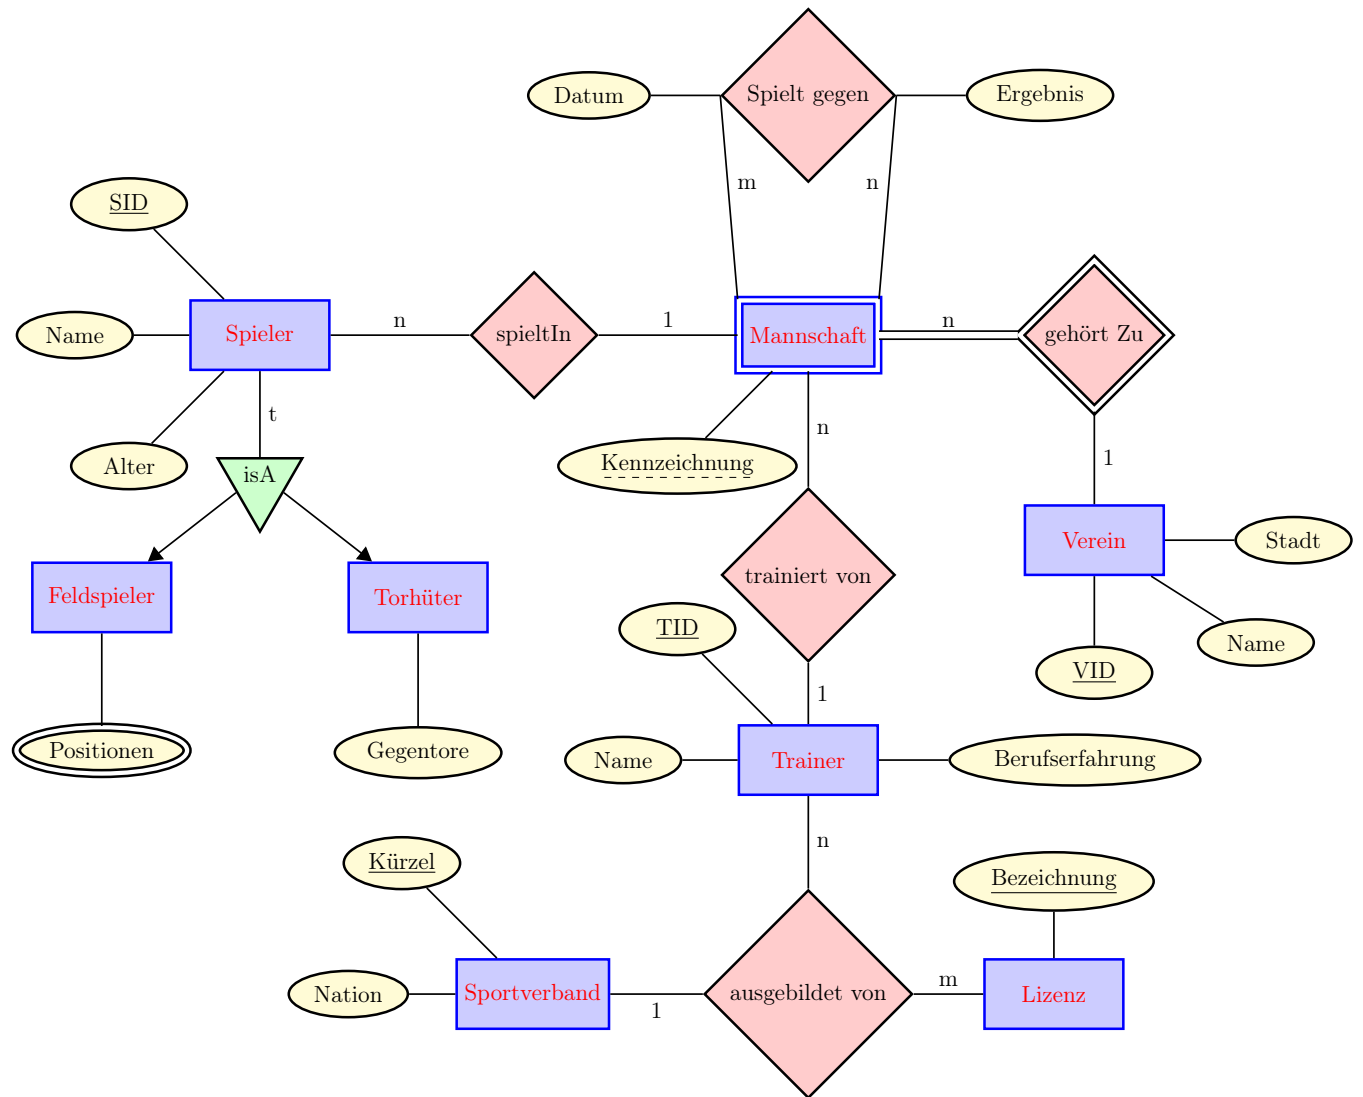 Datum
Spielt gegen
Ergebnis
m
n
SID
Name
Spieler
n
spieltIn
1
Mannschaft
n
gehört Zu
t
n
1
Alter
isA
Kennzeichnung
Verein
Stadt
Feldspieler
Torhüter
trainiert von
TID
Name
VID
1
Positionen
Gegentore
Name
Trainer
Berufserfahrung
n
Kürzel
Bezeichnung
Nation
Sportverband
1
ausgebildet von
m
Lizenz